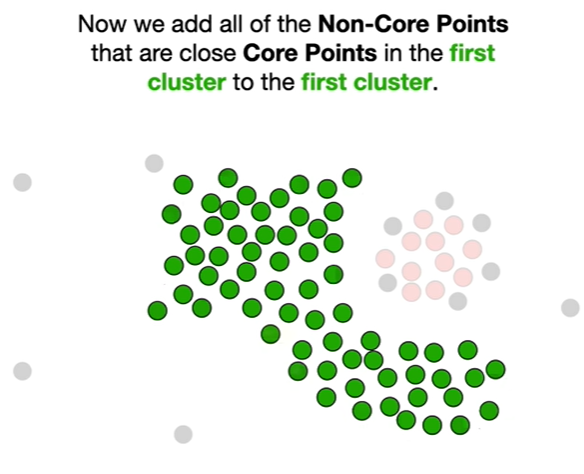 Now we add all of the Non-Core Points
that are close Core Points in the first
cluster to the first cluster.